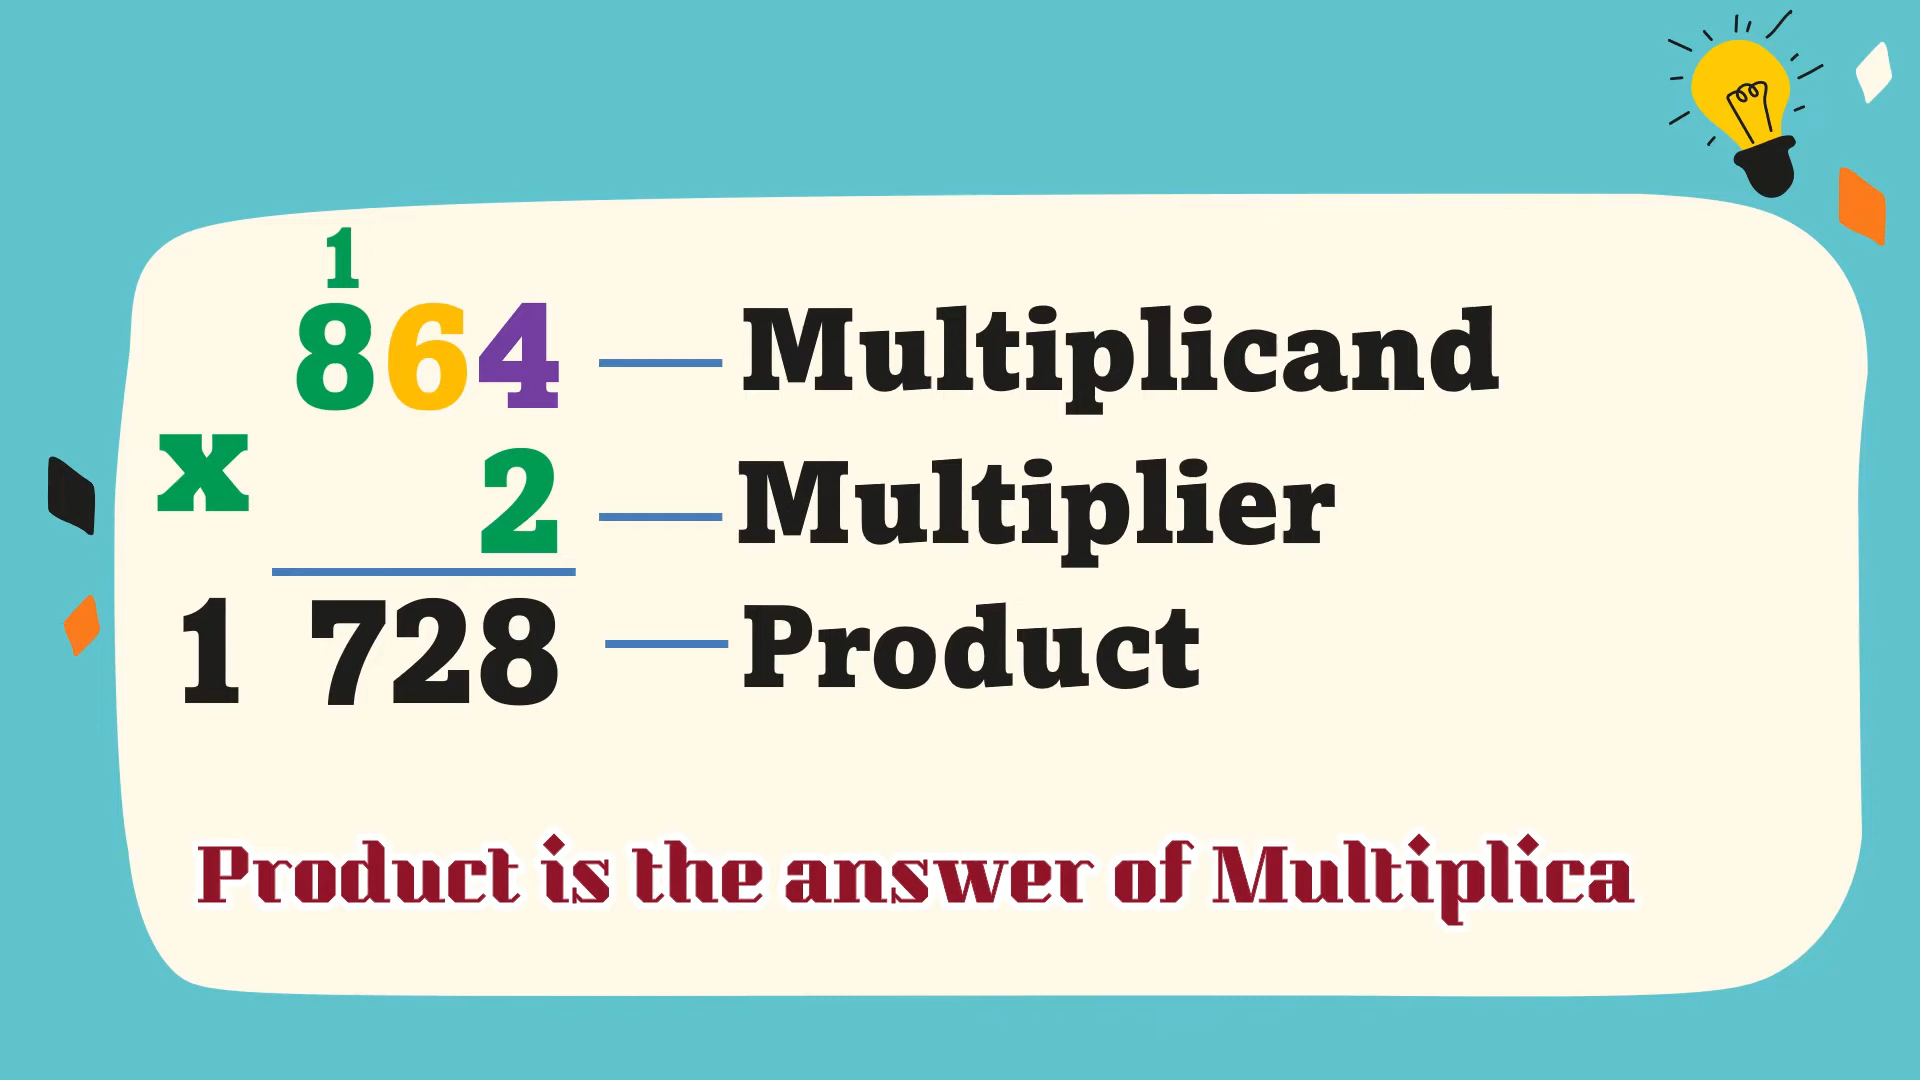 1
864 — Multiplicand
x 2 — Multiplier
1 728 — Product
Product is the answer of Multiplica